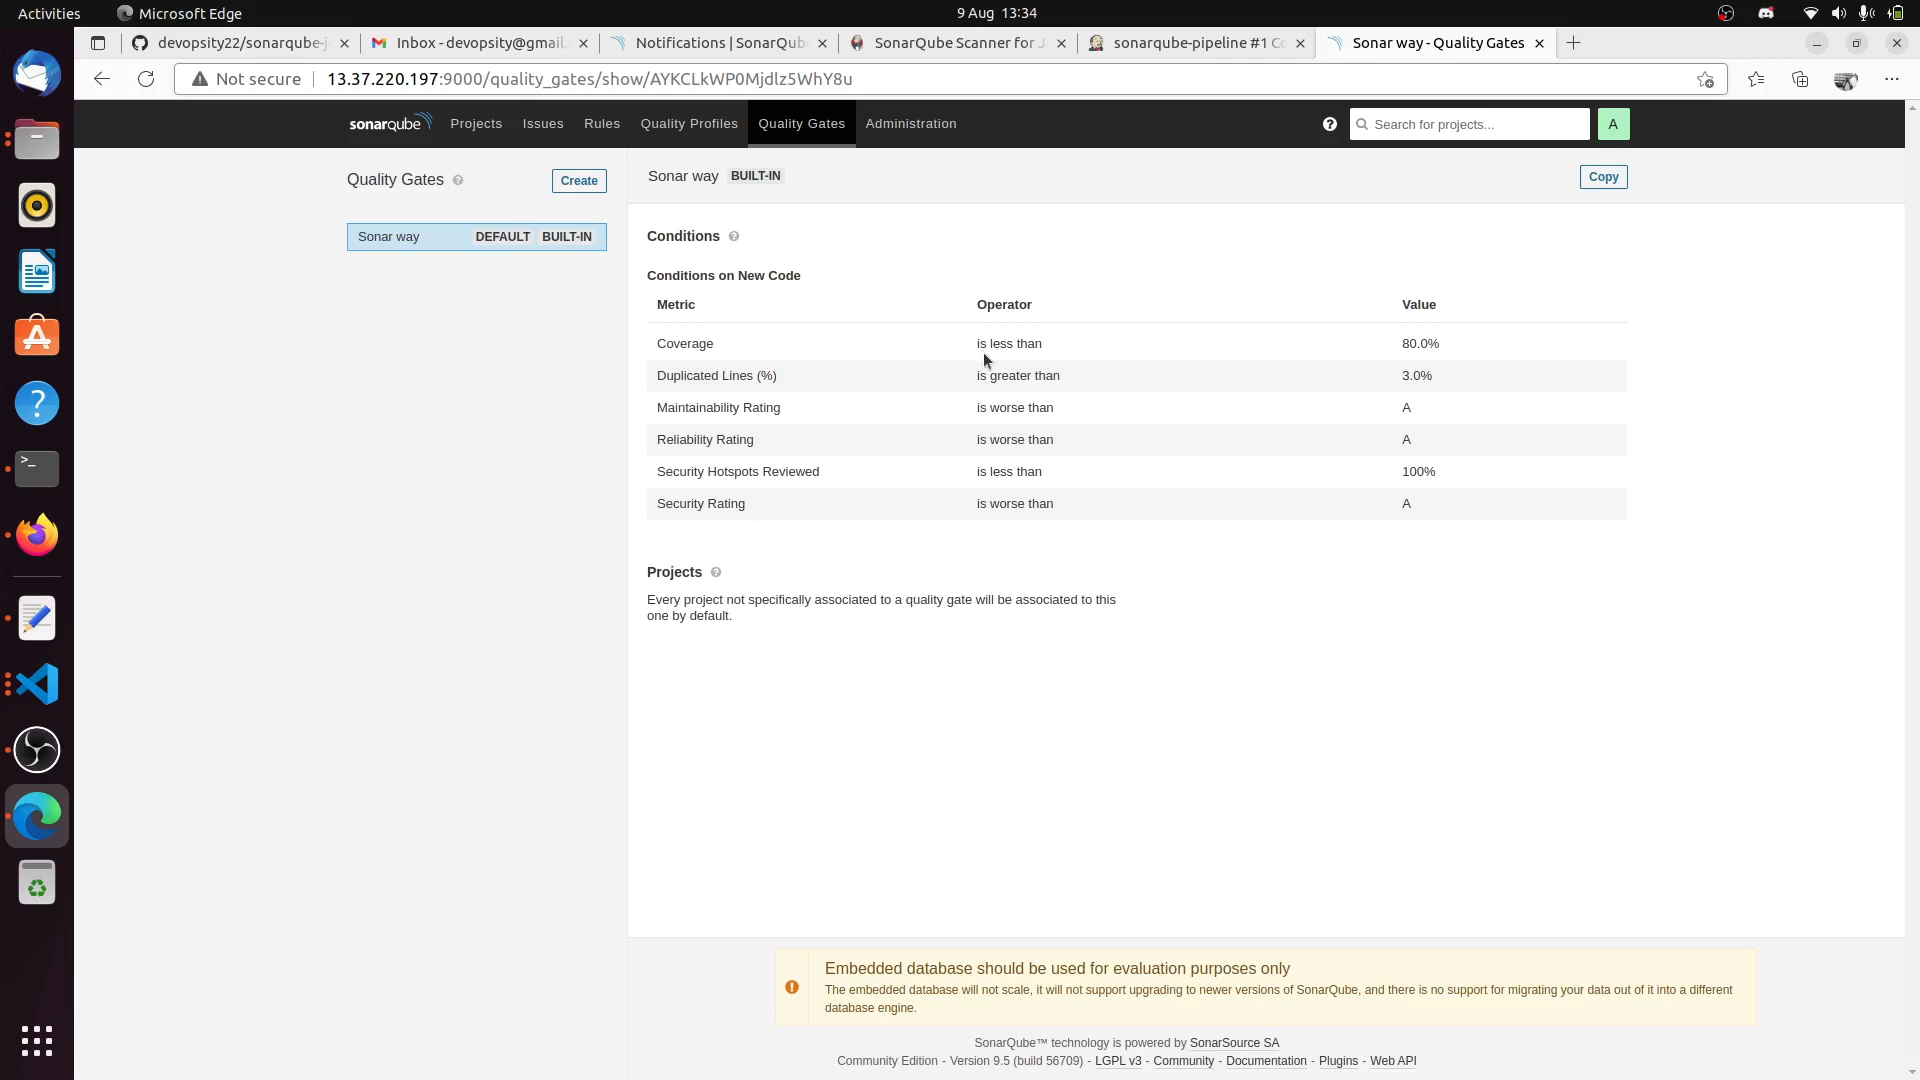 Activities
Microsoft Edge
9 Aug 13:34
devopsity22/sonarqube-j
Inbox - devopsity@gmail.
Notifications | SonarQub
SonarQube Scanner for J
sonarqube-pipeline #1 Co
Sonar way - Quality Gates
Not secure
13.37.220.197:9000/quality_gates/show/AYKCLkWP0Mjdlz5WhY8u
sonarqube
Projects
Issues
Rules
Quality Profiles
Quality Gates
Administration
Search for projects...
A
Quality Gates
Create
Sonar way BUILT-IN
Copy
Sonar way DEFAULT BUILT-IN
Conditions
Conditions on New Code
Metric Operator Value
Coverage is less than 80.0%
Duplicated Lines (%) is greater than 3.0%
Maintainability Rating is worse than A
Reliability Rating is worse than A
Security Hotspots Reviewed is less than 100%
Security Rating is worse than A
Projects
Every project not specifically associated to a quality gate will be associated to this
one by default.
Embedded database should be used for evaluation purposes only
The embedded database will not scale, it will not support upgrading to newer versions of SonarQube, and there is no support for migrating your data out of it into a different
database engine.
SonarQube™ technology is powered by SonarSource SA
Community Edition - Version 9.5 (build 56709) - LGPL v3 - Community - Documentation - Plugins - Web API